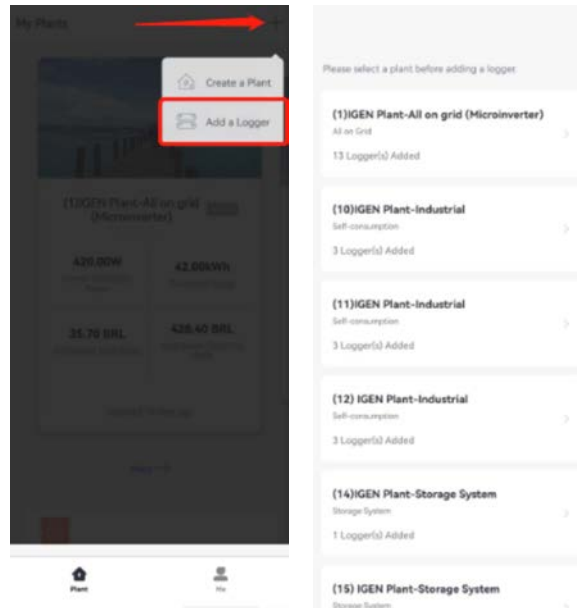 My Plants
Create a Plant
Add a Logger
(1)IGEN Plant-All on grid
(Microinverter)
420.00W
42.00kWh
35.70 BRL
428.40 BRL
Plant
Me
Please select a plant before adding a logger
(1)IGEN Plant-All on grid (Microinverter)
All on Grid
13 Logger(s) Added
(10)IGEN Plant-Industrial
Self-consumption
3 Logger(s) Added
(11)IGEN Plant-Industrial
Self-consumption
3 Logger(s) Added
(12) IGEN Plant-Industrial
Self-consumption
3 Logger(s) Added
(14)IGEN Plant-Storage System
Storage System
1 Logger(s) Added
(15) IGEN Plant-Storage System
Storage System